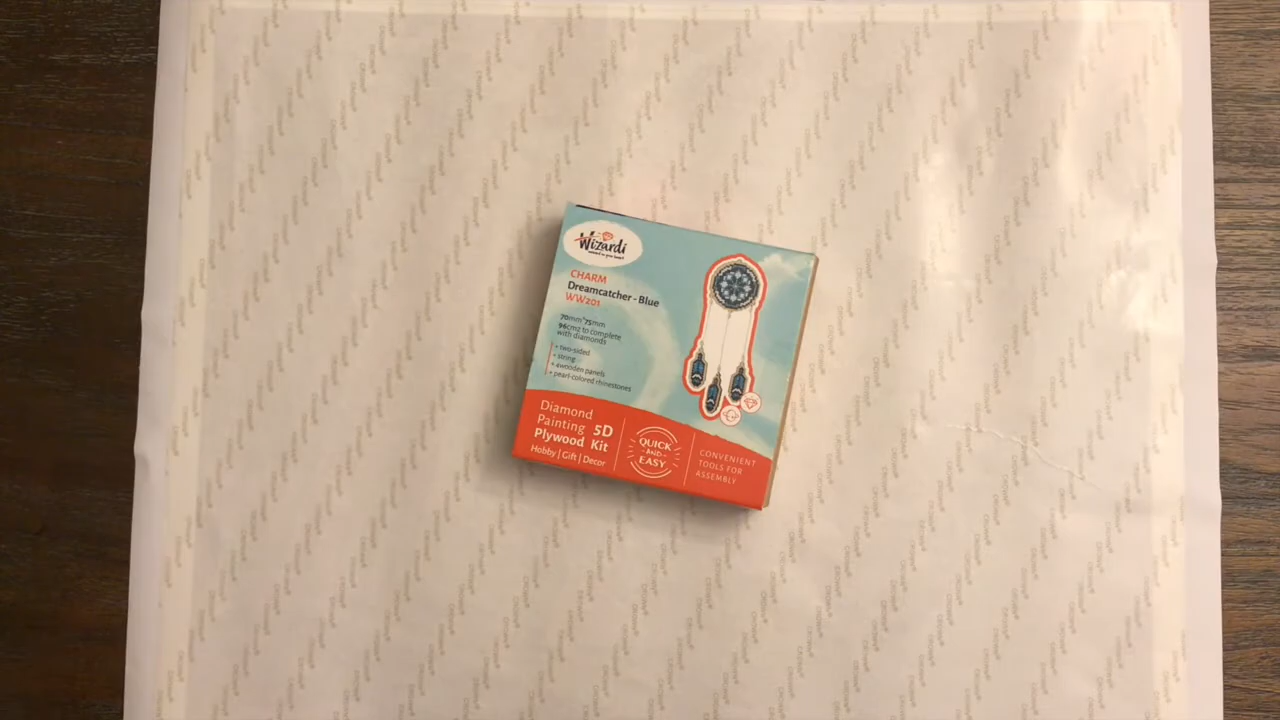 Wizardi
CHARM
Dreamcatcher - Blue
WW201
70mm*75mm
96cm2 to complete
with diamonds
+ two-sided
+ string
+ 4wooden panels
+ pearl-colored rhinestones
Diamond
Painting 5D
Plywood Kit
Hobby | Gift | Decor
QUICK
AND
EASY
CONVENIENT
TOOLS FOR
ASSEMBLY